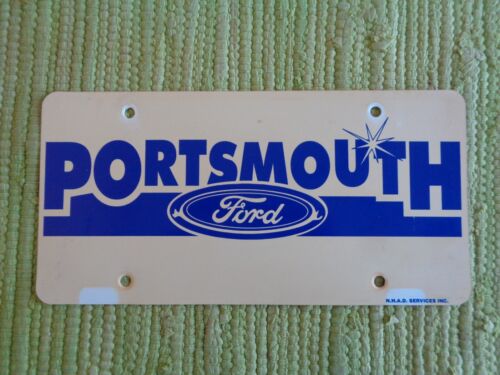 PORTSMOUTH
Ford
N.H.A.D. SERVICES INC.